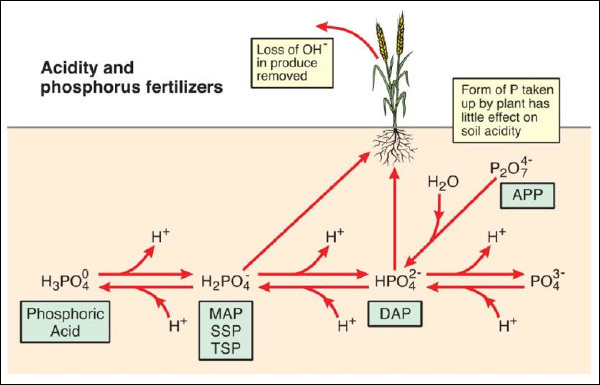 Acidity and
phosphorus fertilizers
Loss of OH⁻
in produce
removed
Form of P taken
up by plant has
little effect on
soil acidity
P₂O₇⁴⁻
APP
H₂O
H⁺
H⁺
H⁺
H₃PO₄⁰
H₂PO₄⁻
HPO₄²⁻
PO₄³⁻
Phosphoric
Acid
H⁺
MAP
SSP
TSP
H⁺
DAP
H⁺